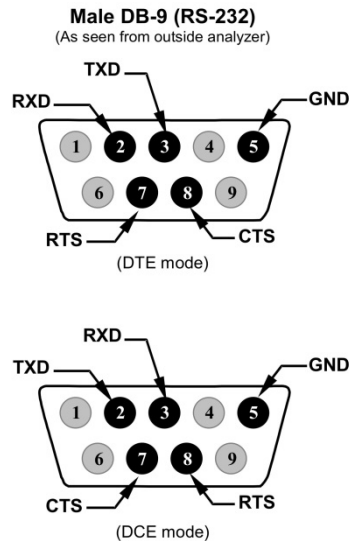 Male DB-9 (RS-232)
(As seen from outside analyzer)
TXD
RXD
GND
1 2 3 4 5
6 7 8 9
RTS
CTS
(DTE mode)
RXD
TXD
GND
1 2 3 4 5
6 7 8 9
CTS
RTS
(DCE mode)